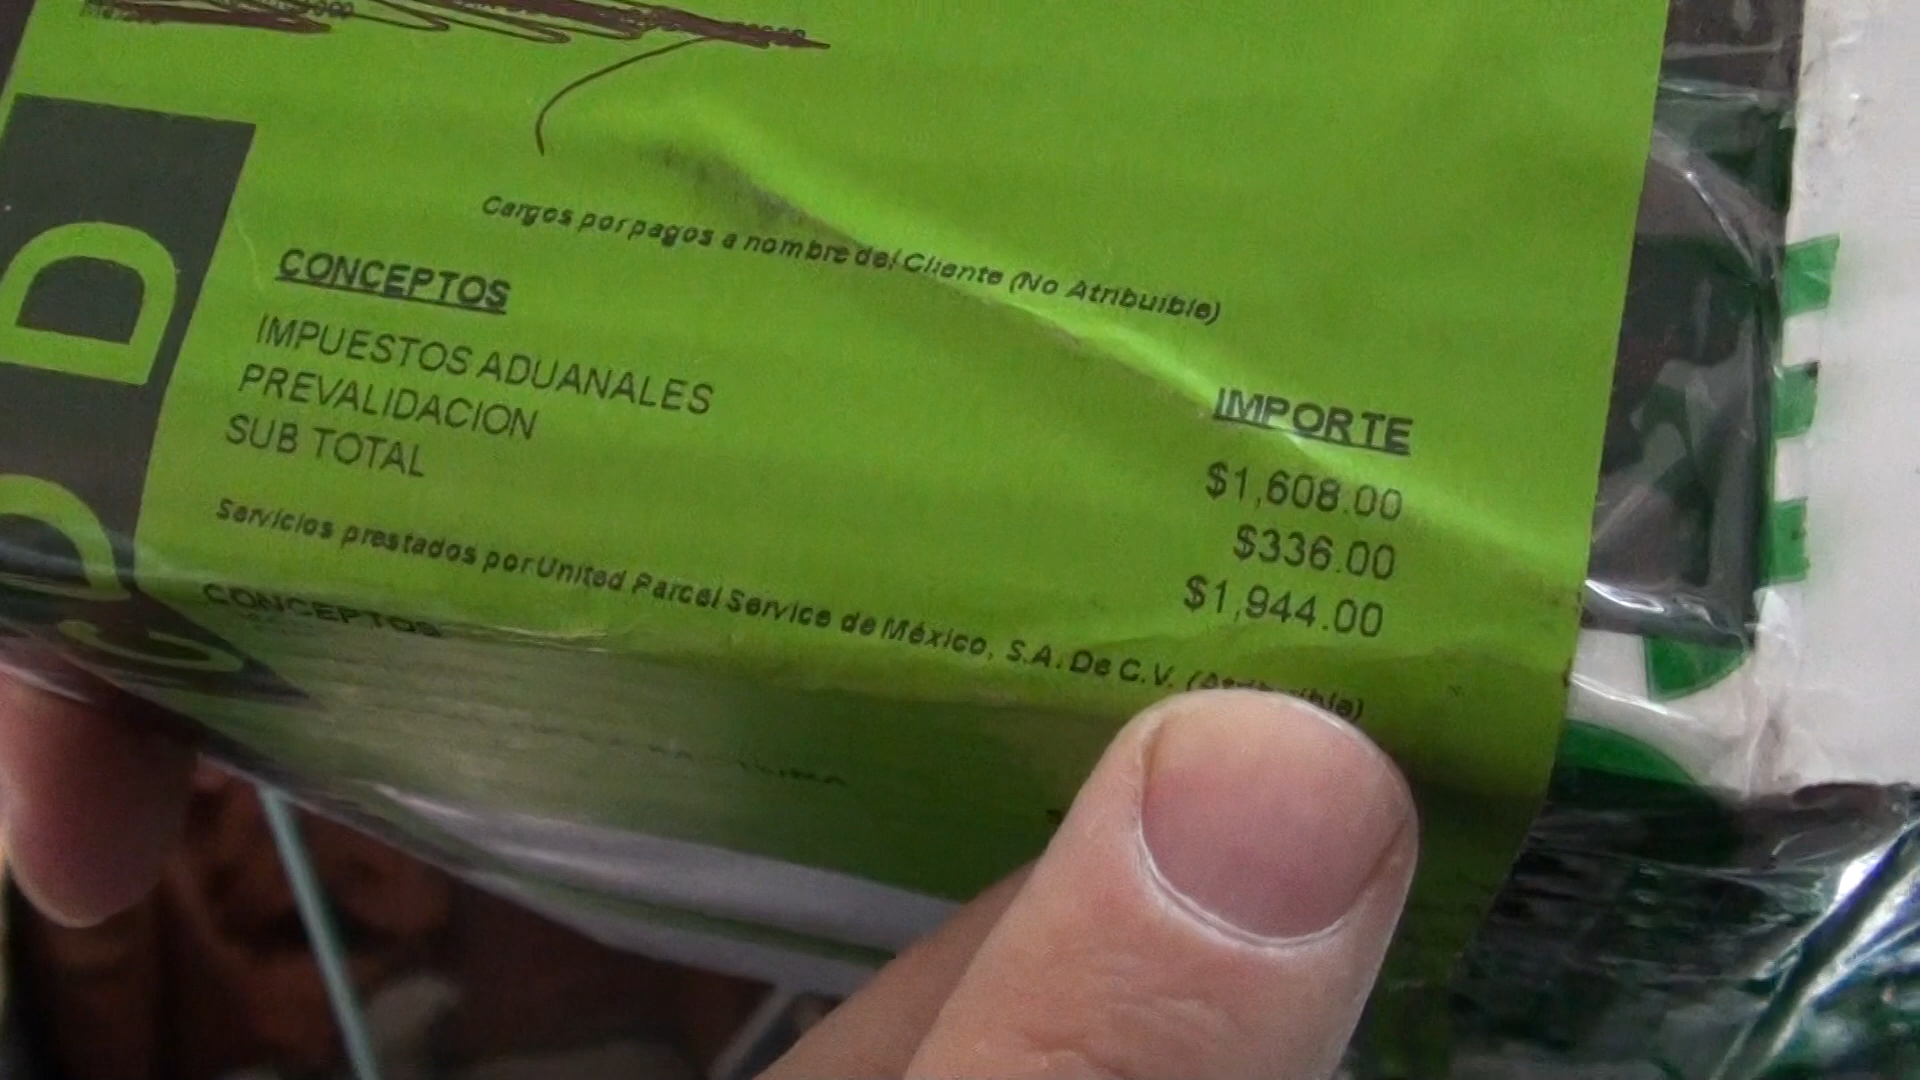 Cargos por pagos a nombre del Cliente (No Atribuible)
CONCEPTOS IMPORTE
IMPUESTOS ADUANALES $1,608.00
PREVALIDACION $336.00
SUB TOTAL $1,944.00
Servicios prestados por United Parcel Service de México, S.A. De C.V. (Atribuible)
CONCEPTOS